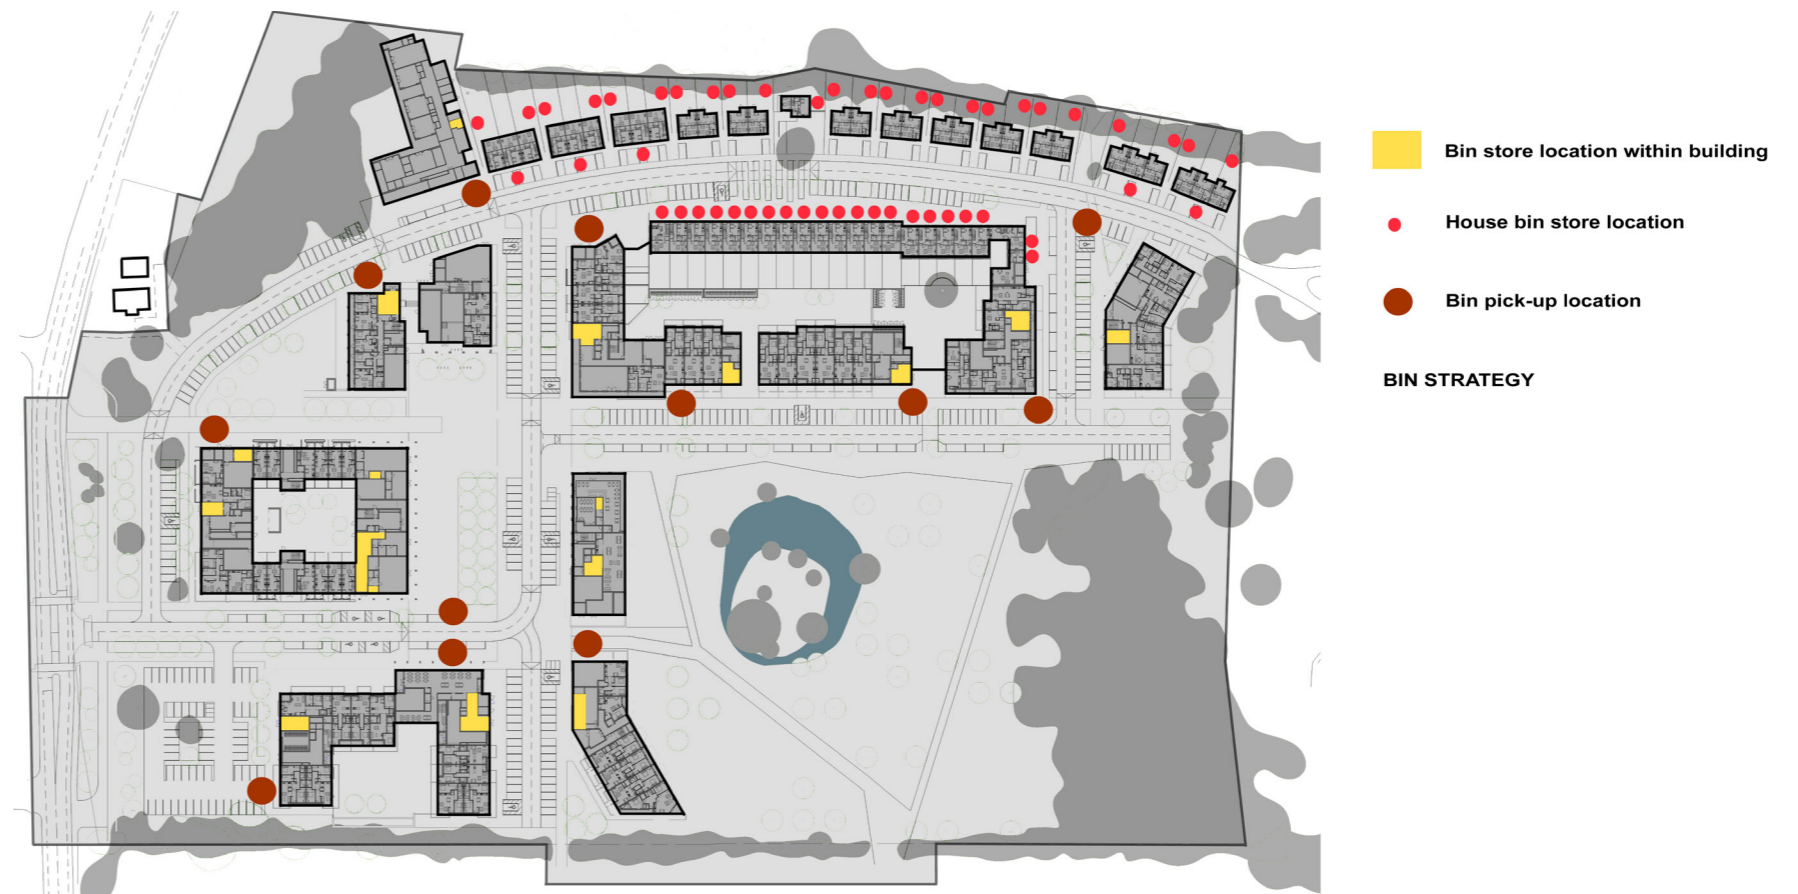 Bin store location within building
House bin store location
Bin pick-up location
BIN STRATEGY